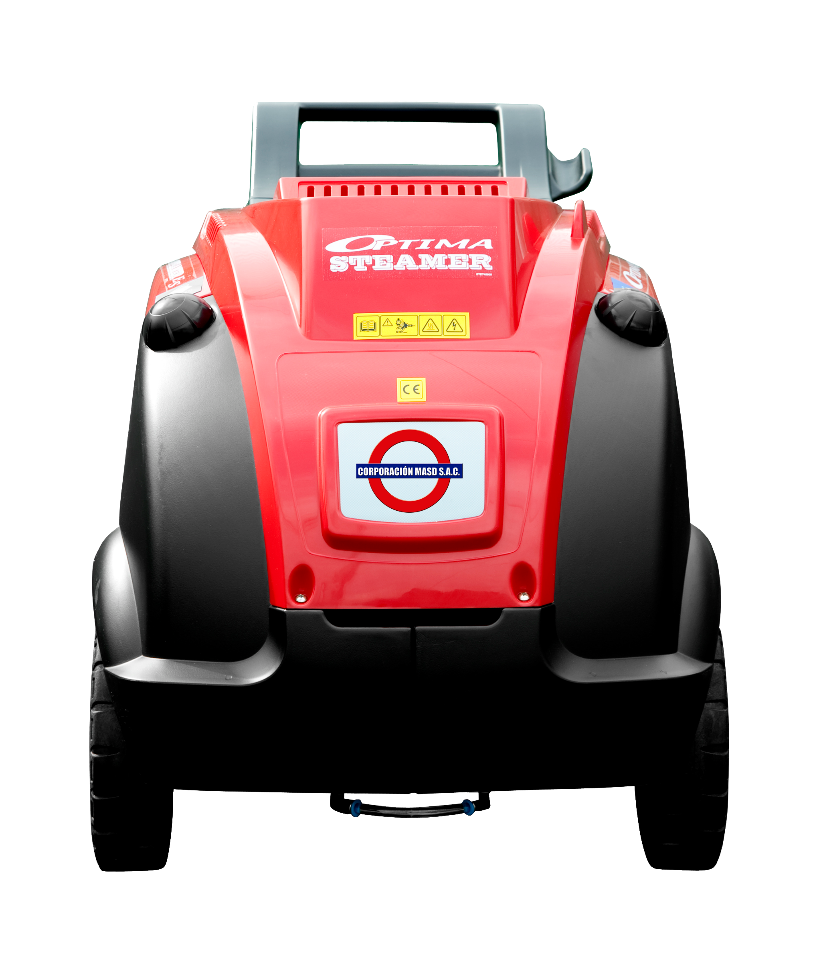 OPTIMA
STEAMER
CE
CORPORACIÓN MASD S.A.C.